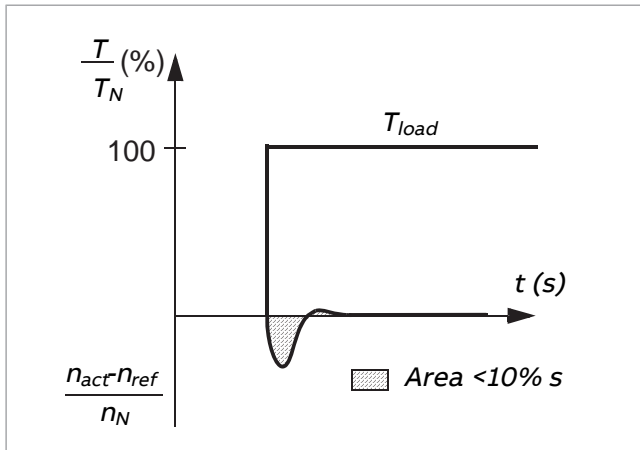 T (%)
T_N
100
T_load
t (s)
n_act-n_ref
n_N
Area <10% s